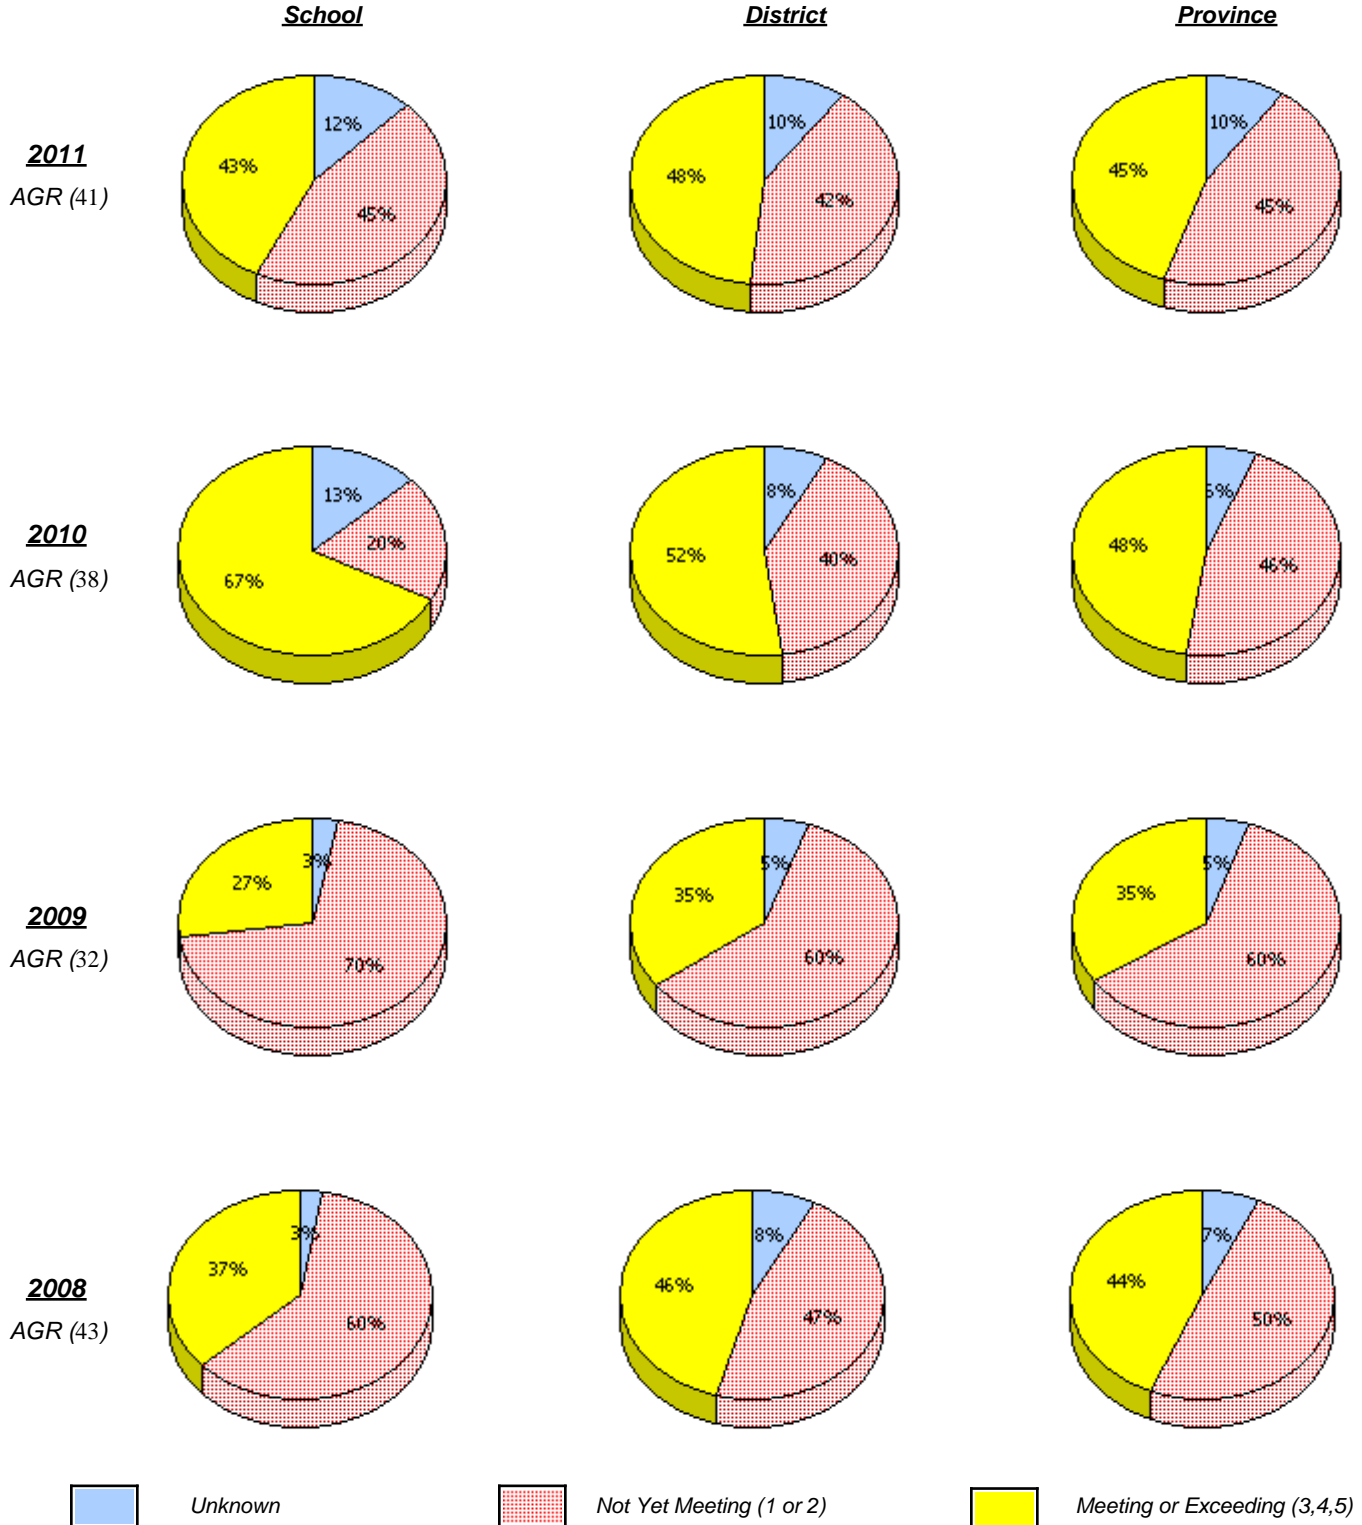 School District Province
12% 10% 10%
43% 48% 45%
2011
AGR (41)
45% 42% 45%
13% 8%
2010
20% 52% 40% 48% 46%
AGR (38)
67%
3% 5% 5%
27% 35% 35%
2009
AGR (32)
70% 60% 60%
3% 8% 7%
37% 46% 44%
2008
AGR (43)
60% 47% 50%
Unknown Not Yet Meeting (1 or 2) Meeting or Exceeding (3,4,5)